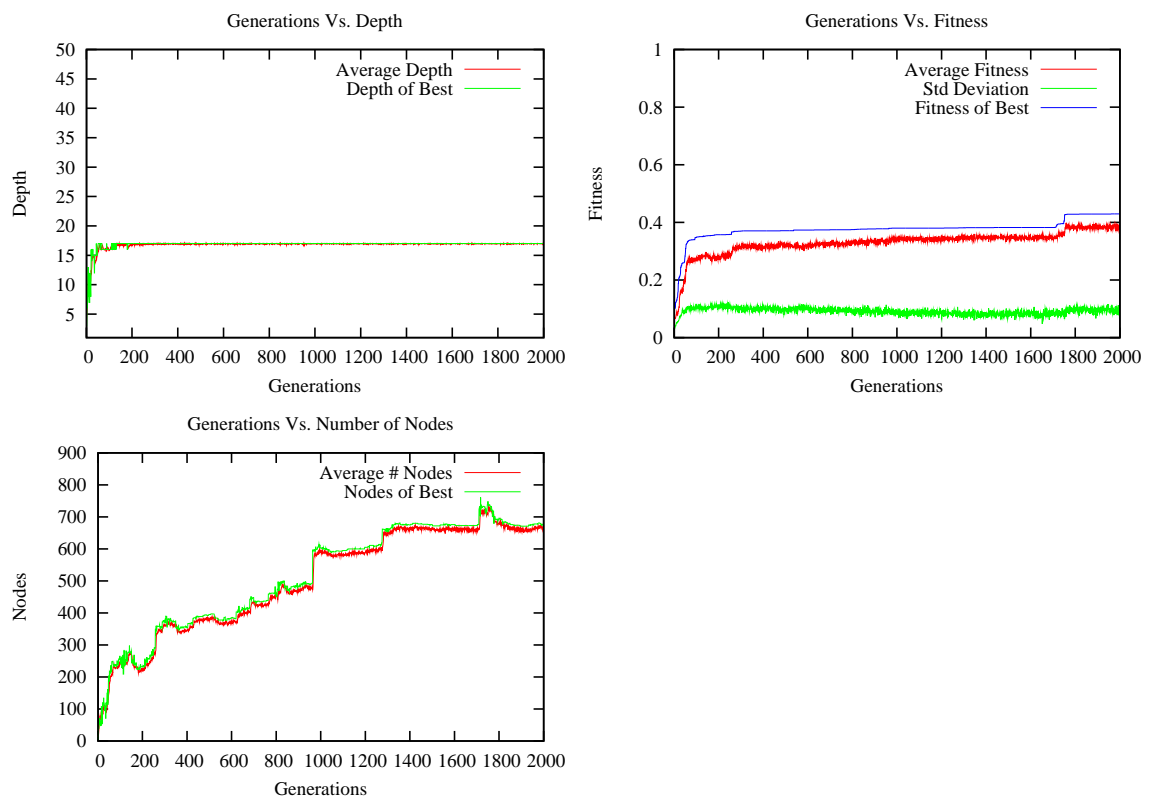 Generations Vs. Depth
50
45
40
35
30
25
20
15
10
5
Depth
Average Depth
Depth of Best
0 200 400 600 800 1000 1200 1400 1600 1800 2000
Generations
Generations Vs. Fitness
1
0.8
0.6
0.4
0.2
0
Fitness
Average Fitness
Std Deviation
Fitness of Best
0 200 400 600 800 1000 1200 1400 1600 1800 2000
Generations
Generations Vs. Number of Nodes
900
800
700
600
500
400
300
200
100
0
Nodes
Average # Nodes
Nodes of Best
0 200 400 600 800 1000 1200 1400 1600 1800 2000
Generations